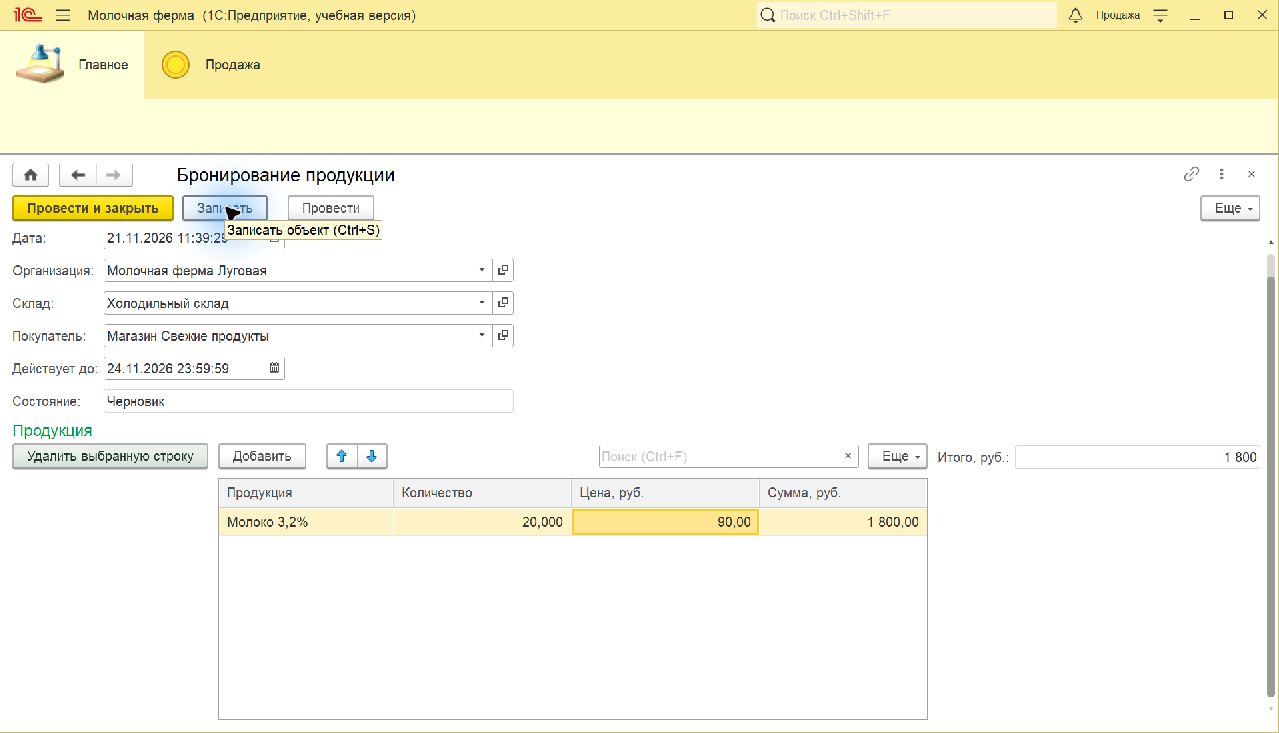 1С Молочная ферма (1С:Предприятие, учебная версия) Поиск Ctrl+Shift+F Продажа
Главное Продажа
Бронирование продукции
Провести и закрыть Записать Провести Еще
Записать объект (Ctrl+S)
Дата: 21.11.2026 11:39:29
Организация: Молочная ферма Луговая
Склад: Холодильный склад
Покупатель: Магазин Свежие продукты
Действует до: 24.11.2026 23:59:59
Состояние: Черновик
Продукция
Удалить выбранную строку Добавить Поиск (Ctrl+F) × Еще Итого, руб.: 1 800
Продукция Количество Цена, руб. Сумма, руб.
Молоко 3,2% 20,000 90,00 1 800,00